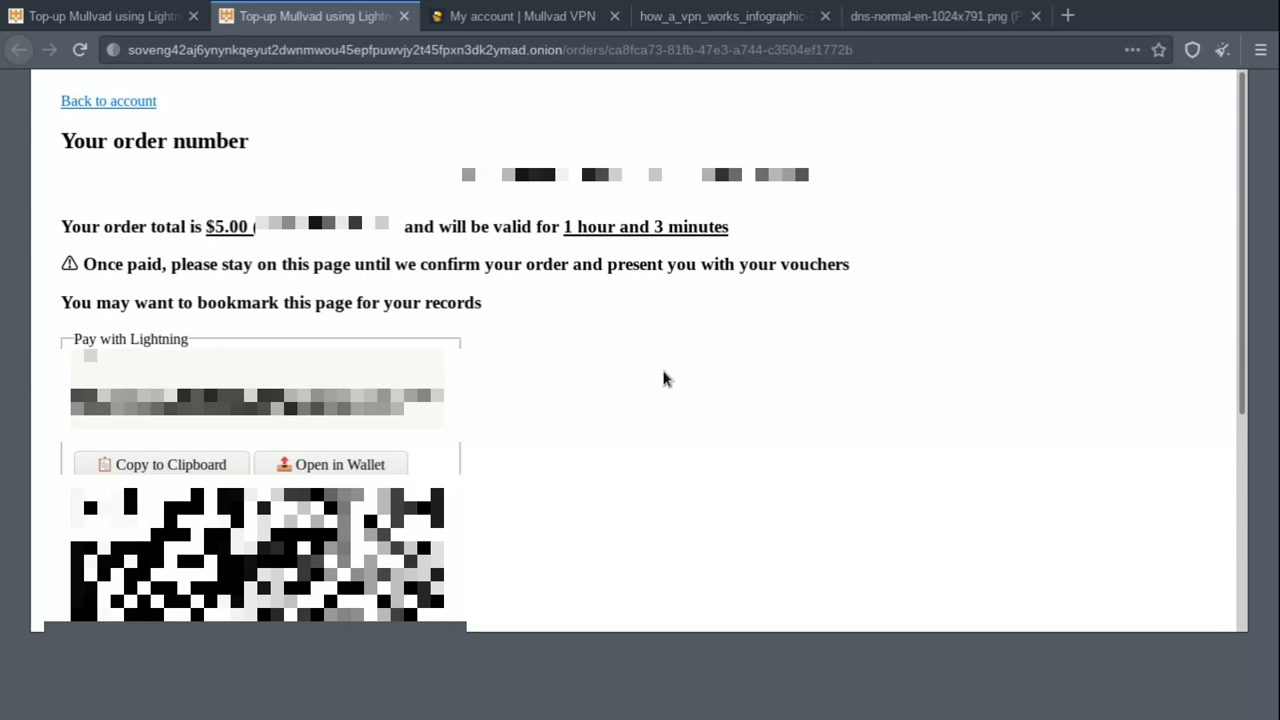 Top-up Mullvad using Lightn
Top-up Mullvad using Lightn
My account | Mullvad VPN
how_a_vpn_works_infographic-
dns-normal-en-1024x791.png (
soveng42aj6ynynkqeyut2dwnmwou45epfpuwvjy2t45fpxn3dk2ymad.onion/orders/ca8fca73-81fb-47e3-a744-c3504ef1772b
Back to account
Your order number
Your order total is $5.00 ( and will be valid for 1 hour and 3 minutes
⚠ Once paid, please stay on this page until we confirm your order and present you with your vouchers
You may want to bookmark this page for your records
Pay with Lightning
Copy to Clipboard
Open in Wallet